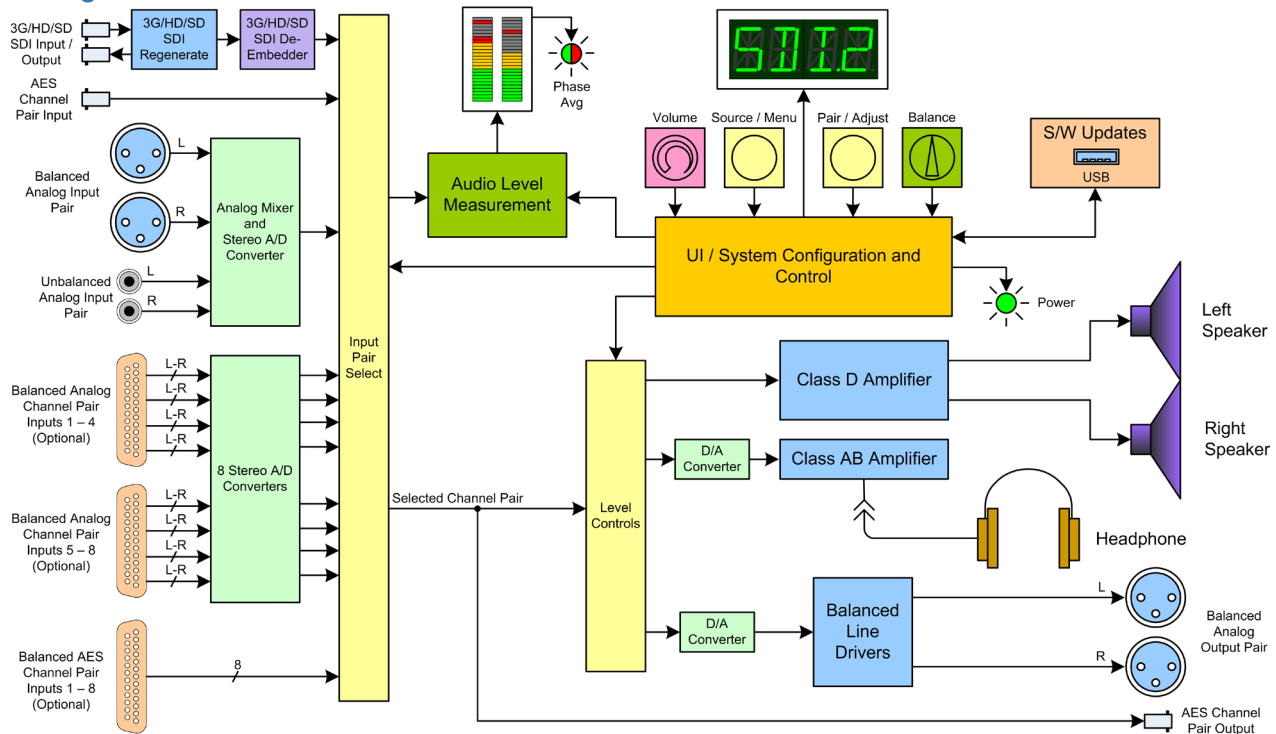 3G/HD/SD
SDI Input /
Output
3G/HD/SD
SDI
Regenerate
3G/HD/SD
SDI De-
Embedder
AES
Channel
Pair Input
Balanced
Analog Input
Pair
L
R
Unbalanced
Analog Input
Pair
L
R
Analog Mixer
and
Stereo A/D
Converter
Balanced Analog
Channel Pair
Inputs 1 – 4
(Optional)
L-R
L-R
L-R
L-R
Balanced Analog
Channel Pair
Inputs 5 – 8
(Optional)
L-R
L-R
L-R
L-R
8 Stereo A/D
Converters
Balanced AES
Channel Pair
Inputs 1 – 8
(Optional)
8
Input
Pair
Select
Phase
Avg
Audio Level
Measurement
SDI.2
Volume
Source / Menu
Pair / Adjust
Balance
S/W Updates
USB
UI / System Configuration and
Control
Power
Selected Channel Pair
Level
Controls
Class D Amplifier
Left
Speaker
Right
Speaker
D/A
Converter
Class AB Amplifier
Headphone
D/A
Converter
Balanced
Line
Drivers
L
R
Balanced
Analog
Output Pair
AES Channel
Pair Output